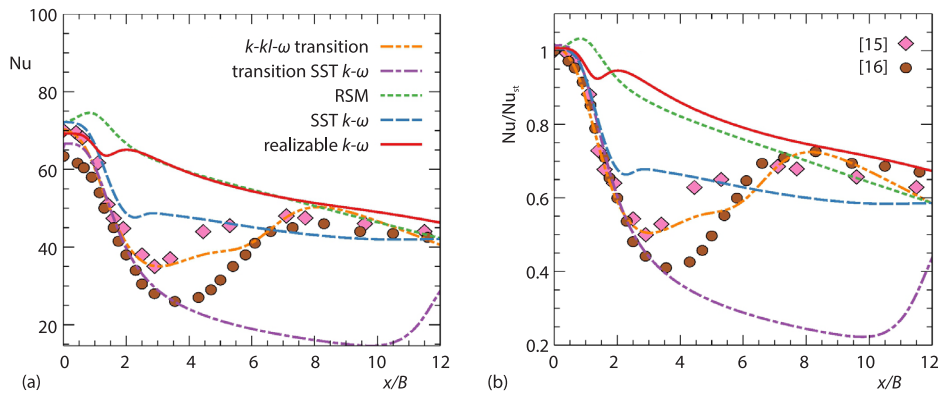 100
Nu
80
60
40
20
0
2
4
6
8
10
12
(a)
x/B
k-kl-ω transition
transition SST k-ω
RSM
SST k-ω
realizable k-ω
1
Nu/Nu_st
0.8
0.6
0.4
0.2
0
2
4
6
8
10
12
(b)
x/B
[15]
[16]